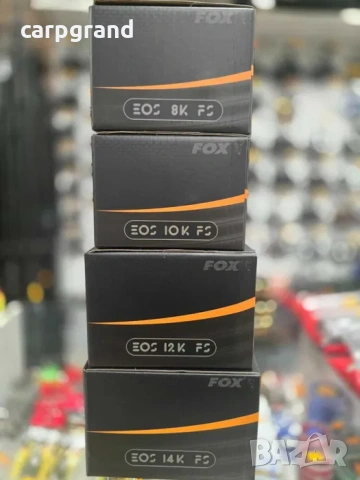 carpgrand
FOX
EOS 8K FS
FOX
EOS 10K FS
FOX
EOS 12K FS
FOX
EOS 14K FS
BAZAR